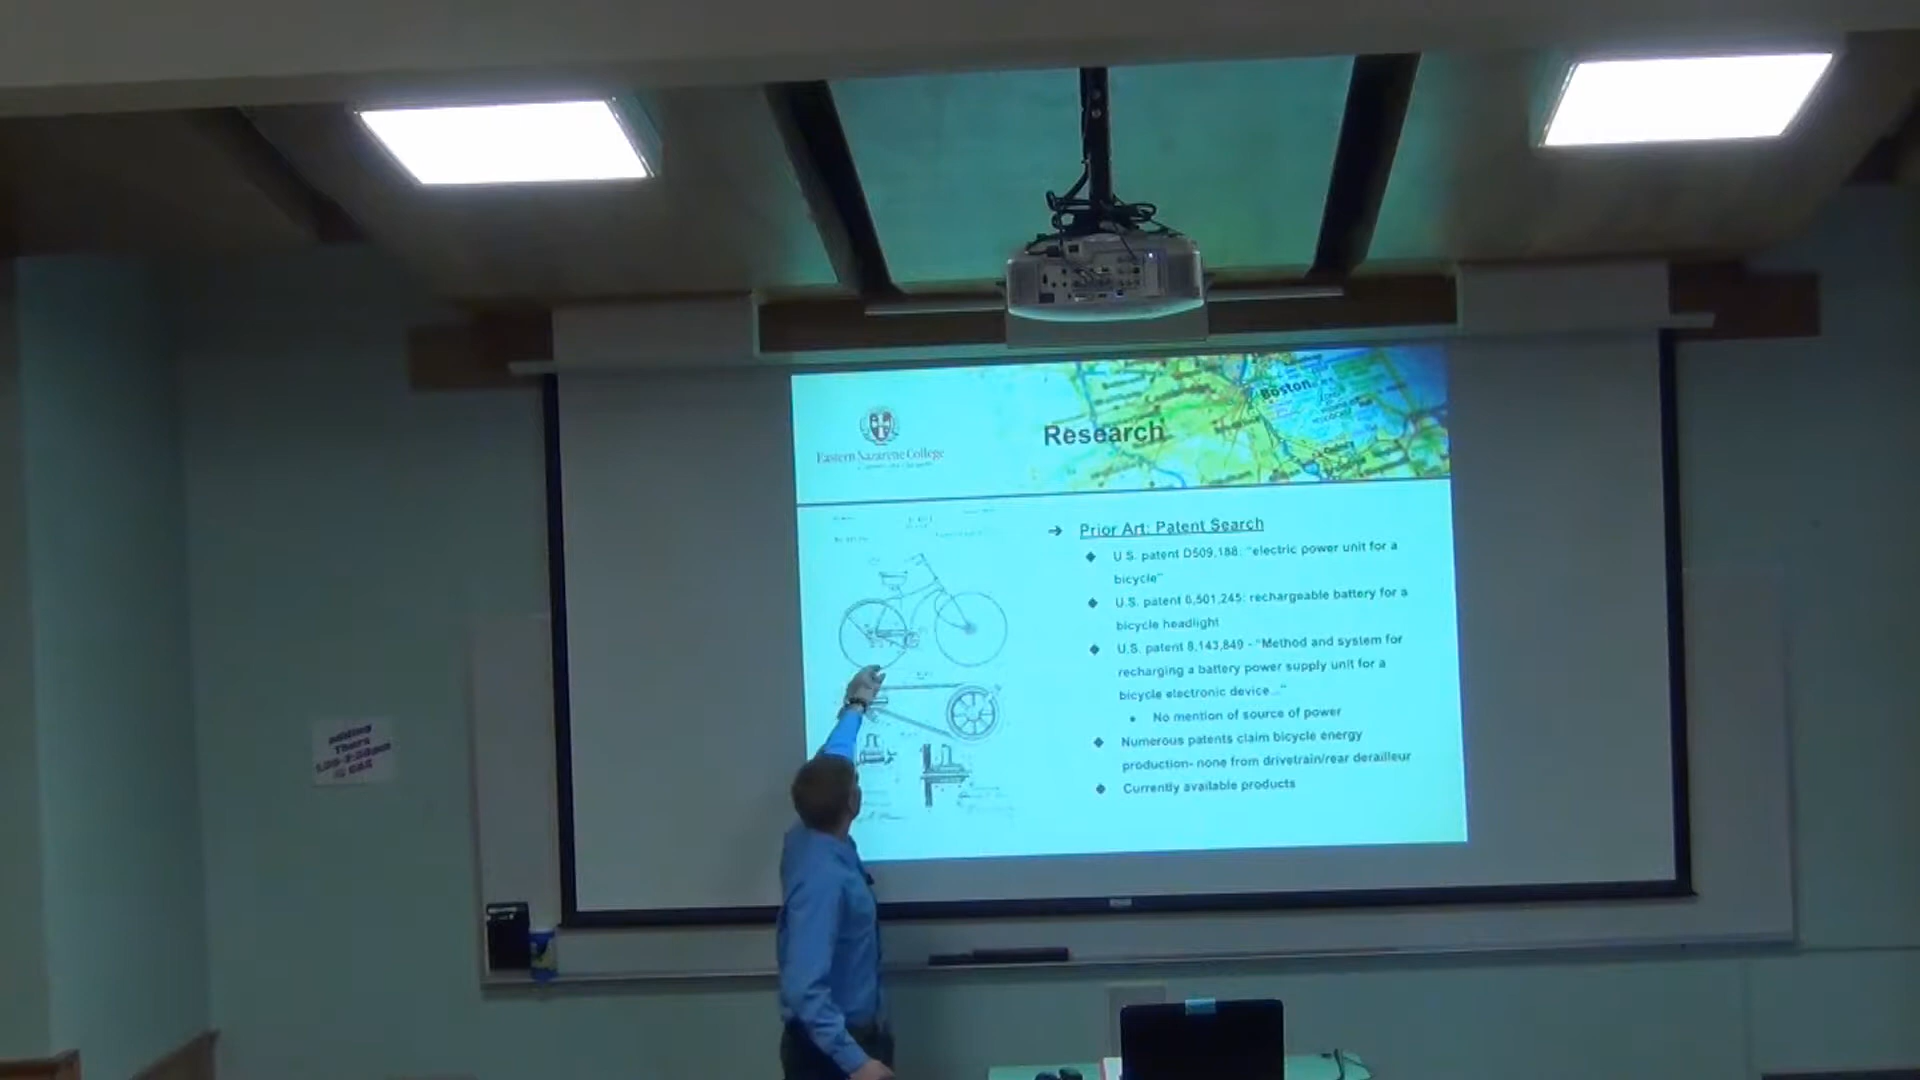 Boston
Research
Eastern Nazarene College
➔ Prior Art: Patent Search
◆ U.S. patent D509,188: "electric power unit for a
bicycle"
◆ U.S. patent 6,501,245: rechargeable battery for a
bicycle headlight
◆ U.S. patent 8,143,849 - "Method and system for
recharging a battery power supply unit for a
bicycle electronic device..."
• No mention of source of power
◆ Numerous patents claim bicycle energy
production- none from drivetrain/rear derailleur
◆ Currently available products
Thurs